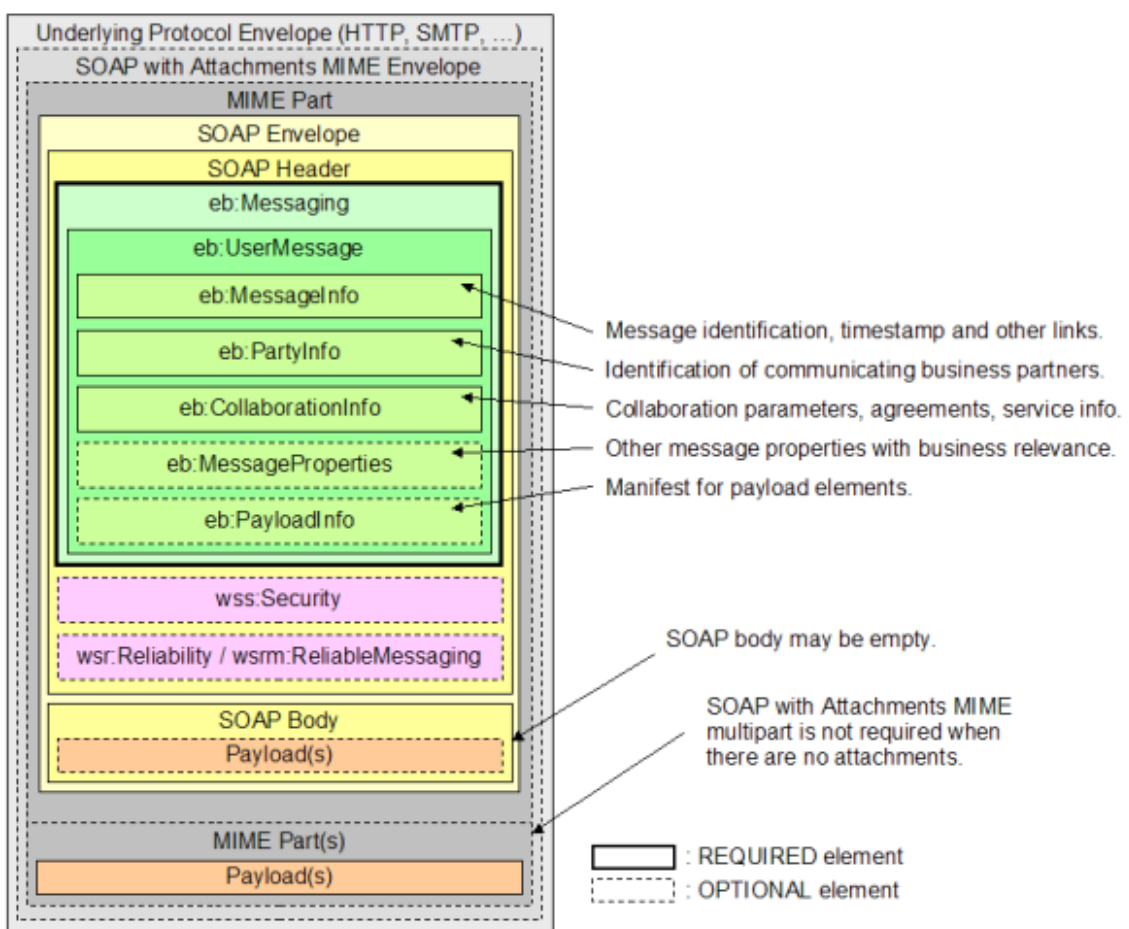 Underlying Protocol Envelope (HTTP, SMTP, …)
SOAP with Attachments MIME Envelope
MIME Part
SOAP Envelope
SOAP Header
eb:Messaging
eb:UserMessage
eb:MessageInfo
eb:PartyInfo
eb:CollaborationInfo
eb:MessageProperties
eb:PayloadInfo
wss:Security
wsr:Reliability / wsrm:ReliableMessaging
SOAP Body
Payload(s)
MIME Part(s)
Payload(s)
Message identification, timestamp and other links.
Identification of communicating business partners.
Collaboration parameters, agreements, service info.
Other message properties with business relevance.
Manifest for payload elements.
SOAP body may be empty.
SOAP with Attachments MIME
multipart is not required when
there are no attachments.
: REQUIRED element
: OPTIONAL element